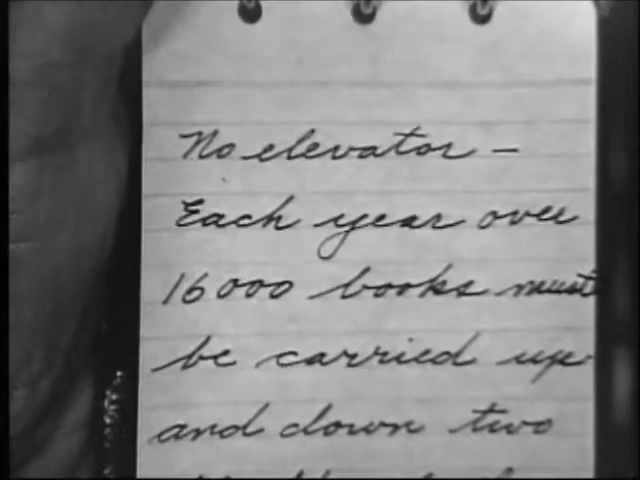 No elevator –
Each year over
16000 books must
be carried up
and down two